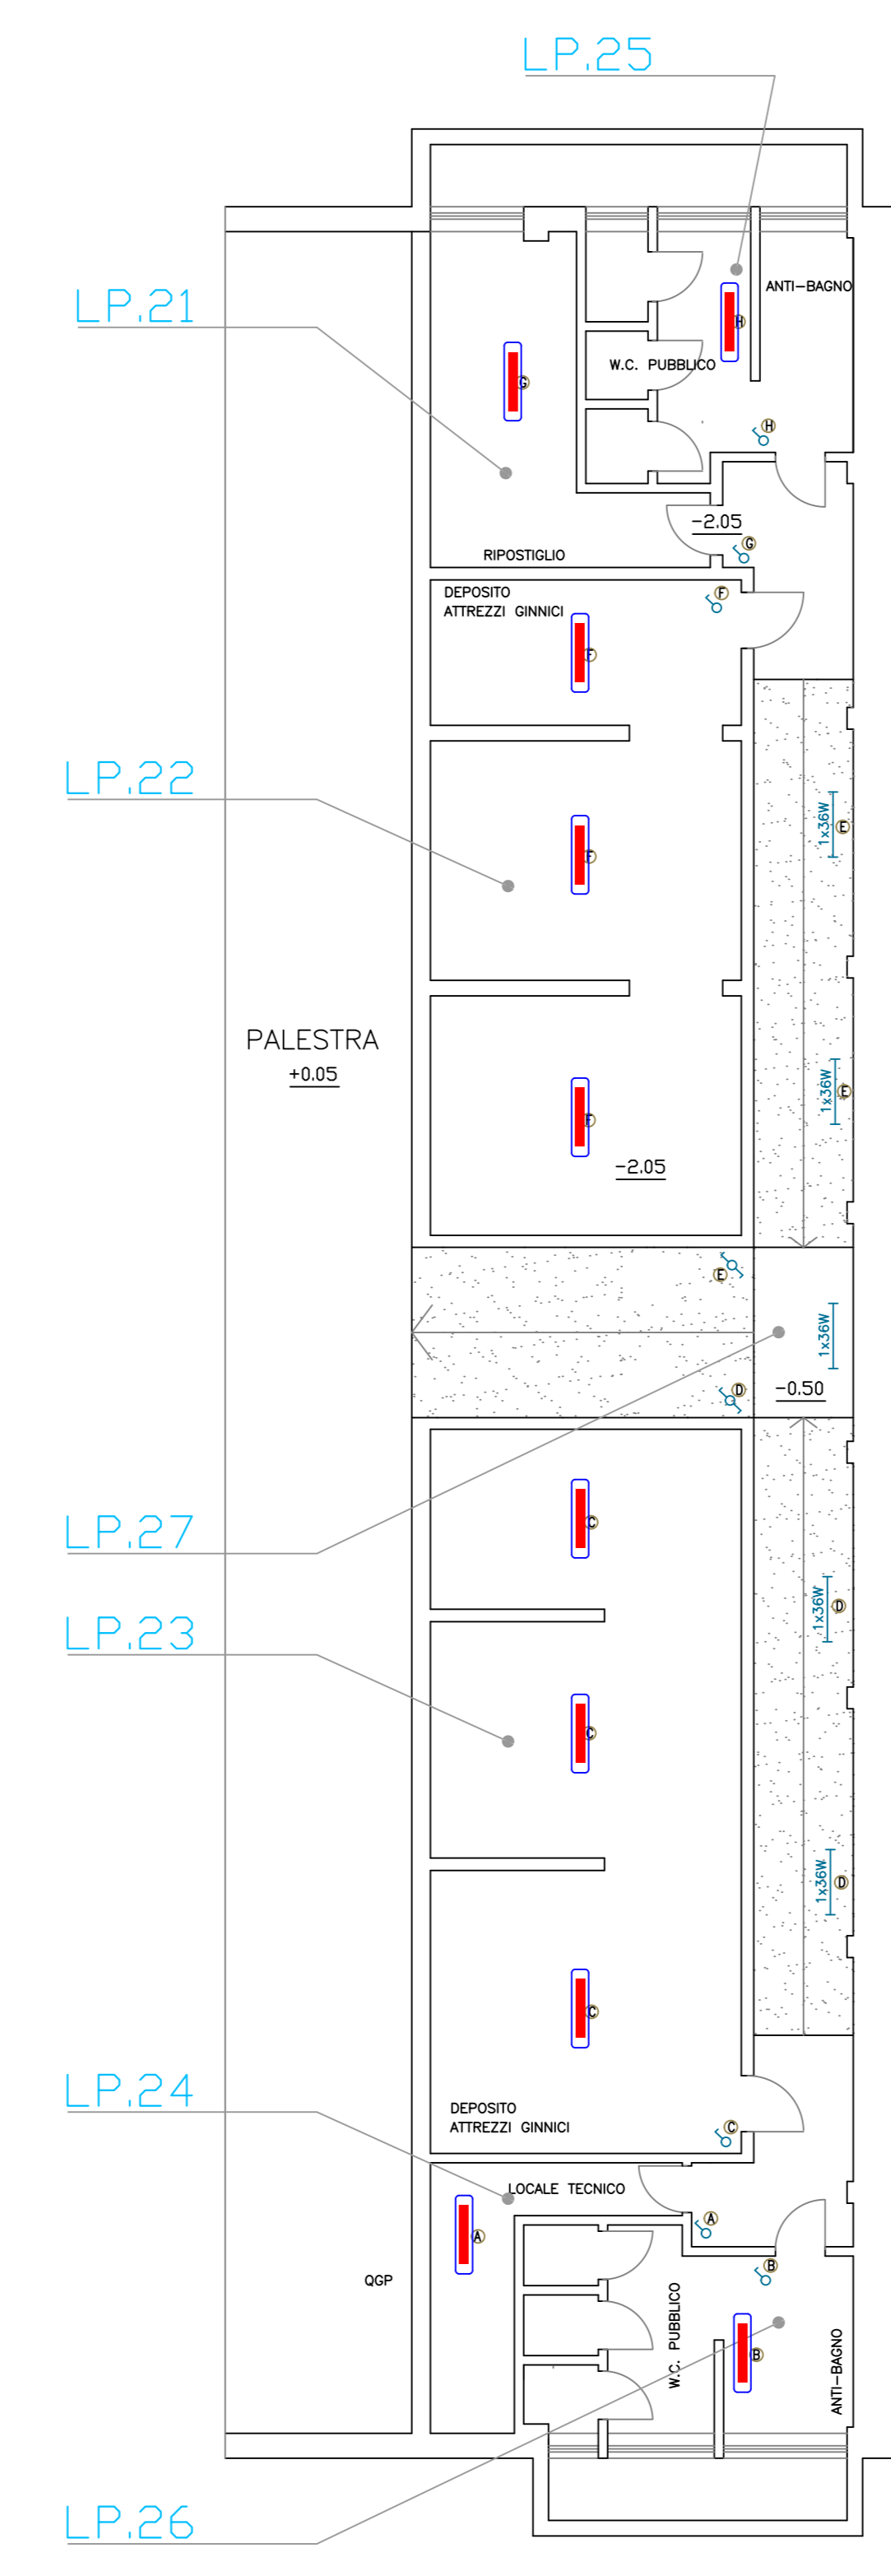 LP.25
ANTI-BAGNO
LP.21
H
W.C. PUBBLICO
G
H
-2.05
G
RIPOSTIGLIO
DEPOSITO
ATTREZZI GINNICI
F
F
LP.22
1x36W
E
F
PALESTRA
+0.05
1x36W
E
F
-2.05
E
1x36W
D
-0.50
LP.27
C
1x36W
D
LP.23
C
1x36W
D
C
LP.24
DEPOSITO
ATTREZZI GINNICI
C
LOCALE TECNICO
A
A
QGP
B
W.C. PUBBLICO
B
ANTI-BAGNO
LP.26